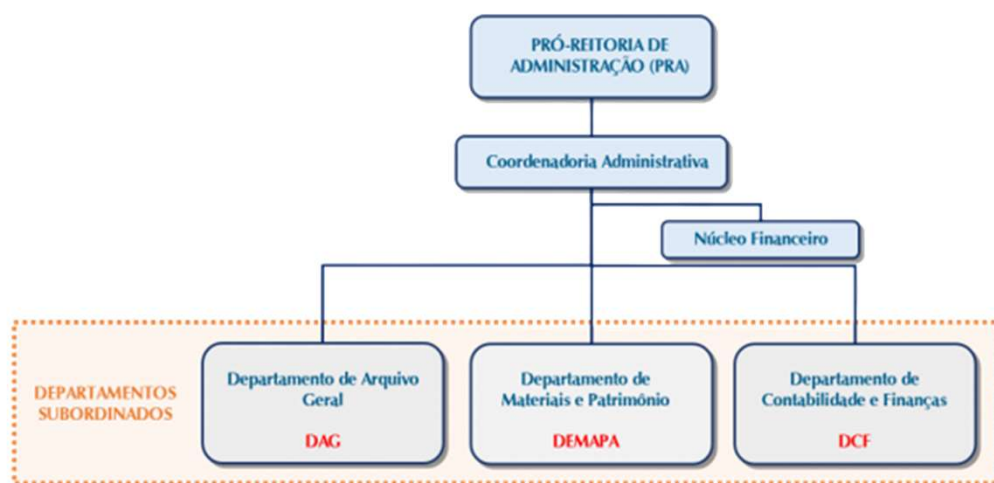 PRÓ-REITORIA DE
ADMINISTRAÇÃO (PRA)
Coordenadoria Administrativa
Núcleo Financeiro
DEPARTAMENTOS
SUBORDINADOS
Departamento de Arquivo
Geral
DAG
Departamento de
Materiais e Patrimônio
DEMAPA
Departamento de
Contabilidade e Finanças
DCF